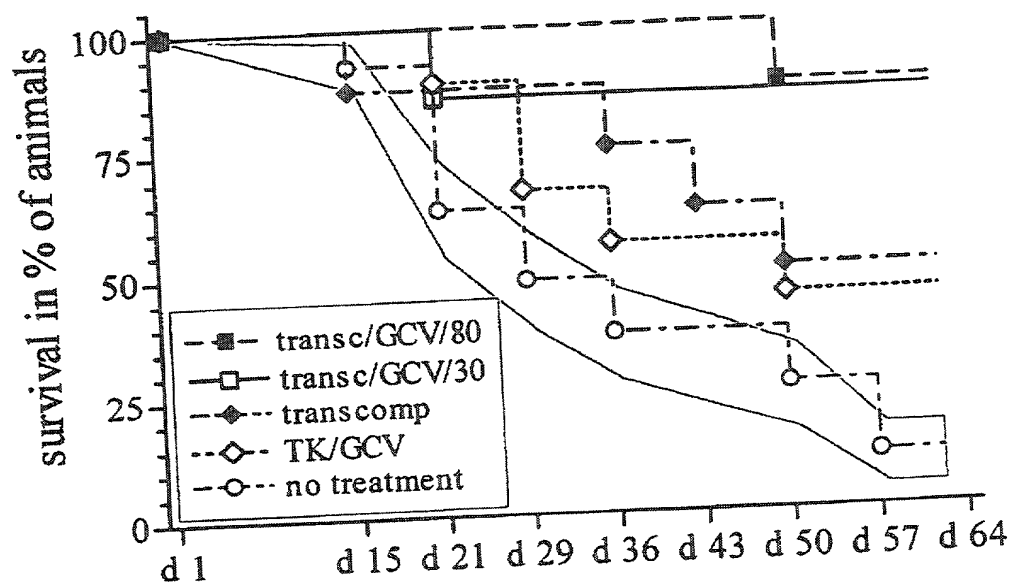 survival in % of animals
100
75
50
25
0
transc/GCV/80
transc/GCV/30
transcomp
TK/GCV
no treatment
d 1 d 15 d 21 d 29 d 36 d 43 d 50 d 57 d 64